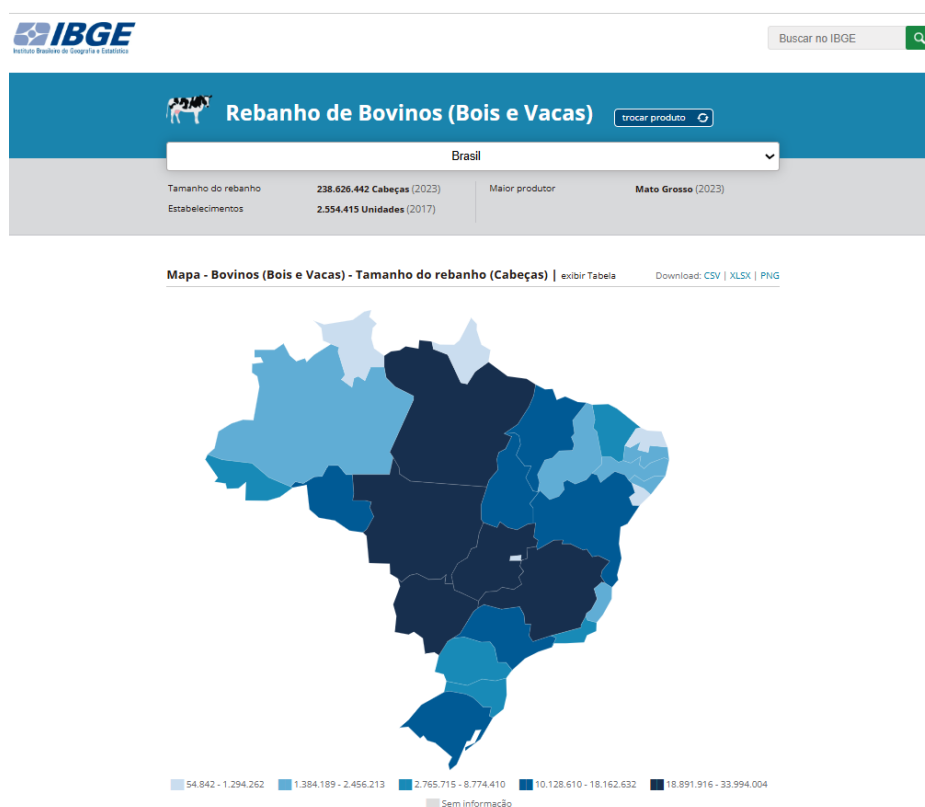 IBGE
Instituto Brasileiro de Geografia e Estatística
Buscar no IBGE
Rebanho de Bovinos (Bois e Vacas)
trocar produto
Brasil
Tamanho do rebanho 238.626.442 Cabeças (2023) Maior produtor Mato Grosso (2023)
Estabelecimentos 2.554.415 Unidades (2017)
Mapa - Bovinos (Bois e Vacas) - Tamanho do rebanho (Cabeças) | exibir Tabela Download: CSV | XLSX | PNG
54.842 - 1.294.262 1.384.189 - 2.456.213 2.765.715 - 8.774.410 10.128.610 - 18.162.632 18.891.916 - 33.994.004
Sem informação